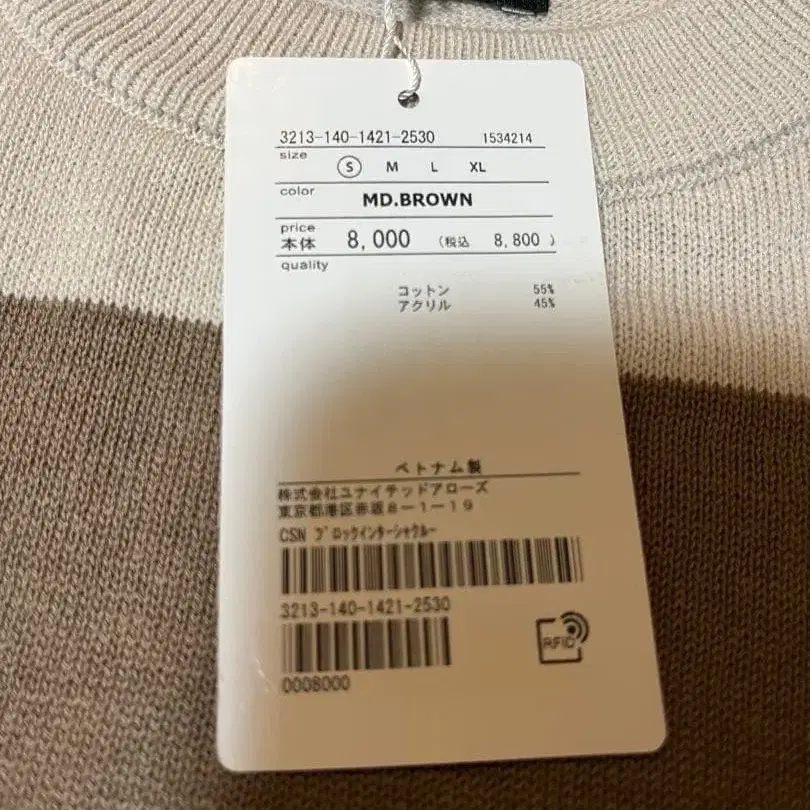 3213-140-1421-2530 1534214
size
S M L XL
color
MD.BROWN
price
本体 8,000 (税込 8,800 )
quality
コットン 55%
アクリル 45%
ベトナム製
株式会社ユナイテッドアローズ
東京都港区赤坂8-1-19
CSN ブロックインターシャクルー
3213-140-1421-2530
0008000
RFID